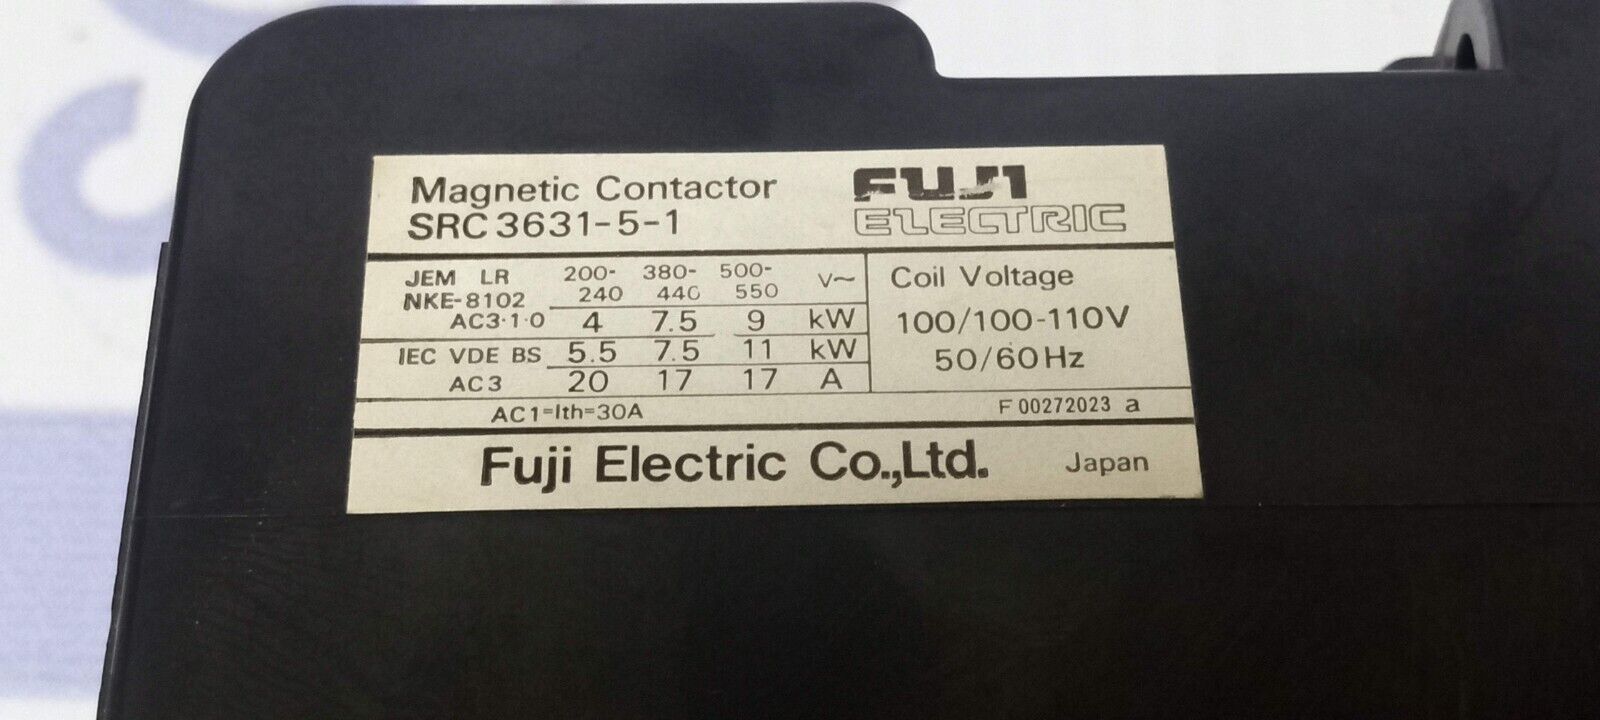 Magnetic Contactor
SRC 3631-5-1
FUJI
ELECTRIC
JEM LR 200- 380- 500- V~
NKE-8102 240 440 550
AC3·1·0 4 7.5 9 kW
IEC VDE BS 5.5 7.5 11 kW
AC3 20 17 17 A
Coil Voltage
100/100-110V
50/60Hz
AC1=Ith=30A
F 00272023 a
Fuji Electric Co.,Ltd. Japan